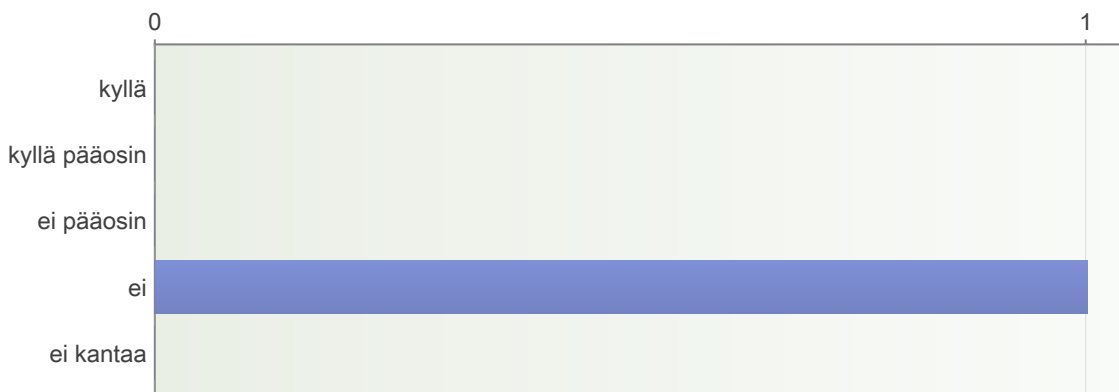 0 1
kyllä
kyllä pääosin
ei pääosin
ei
ei kantaa